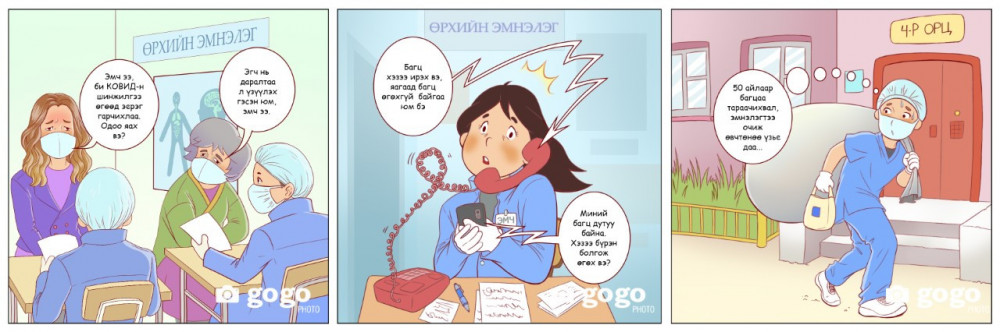 ӨРХИЙН ЭМНЭЛЭГ
Эмч ээ,
би КОВИД-н
шинжилгээ
өгөөд эерэг
гарчихлаа.
Одоо яах
вэ?
Эгч нь
даралтаа
л үзүүлэх
гэсэн юм,
эмч ээ.
gogo
PHOTO
ӨРХИЙН ЭМНЭЛЭГ
Багц
хэзээ ирэх вэ,
яагаад багц
өгөхгүй байгаа
юм бэ
ЭМЧ
Миний
багц дутуу
байна.
Хэзээ бүрэн
болгож
өгөх вэ?
gogo
PHOTO
4-Р ОРЦ
50 айлаар
багцаа
тараачихвал,
эмнэлэгтээ
очиж
өвчтөнөө үзье
дээ...
gogo
PHOTO